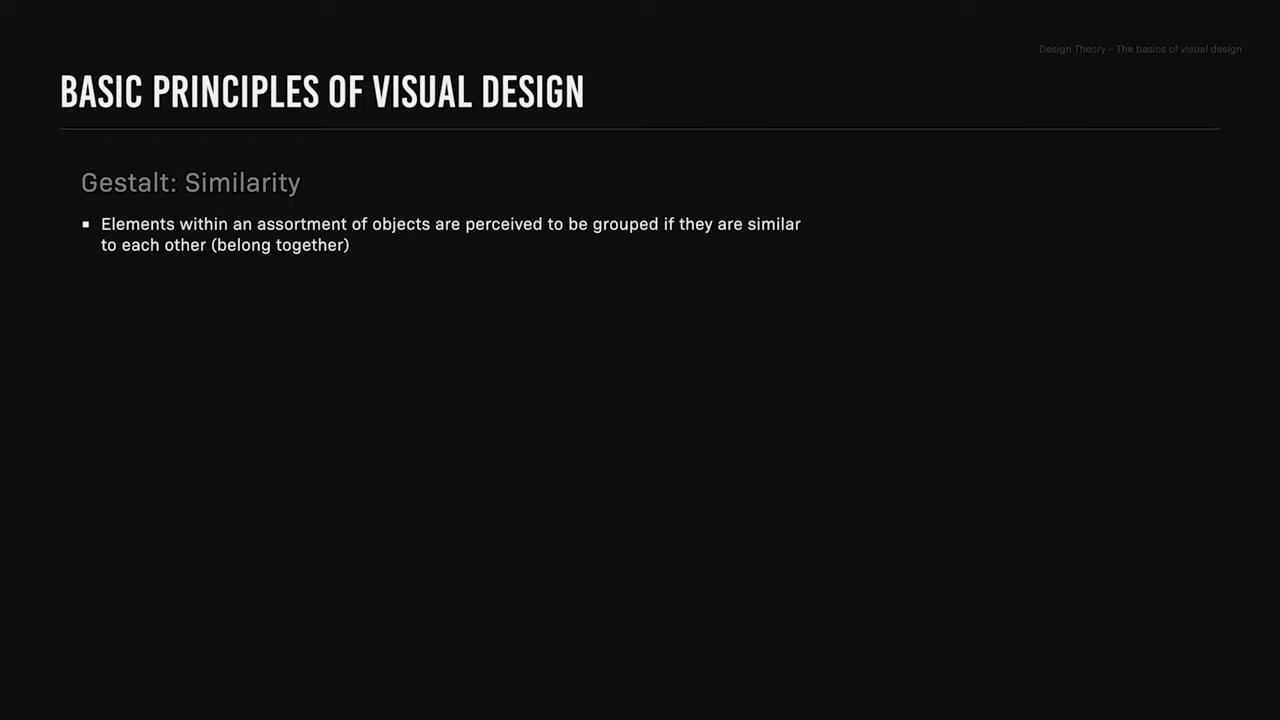 Design Theory – The basics of visual design
BASIC PRINCIPLES OF VISUAL DESIGN
Gestalt: Similarity
▪ Elements within an assortment of objects are perceived to be grouped if they are similar
to each other (belong together)